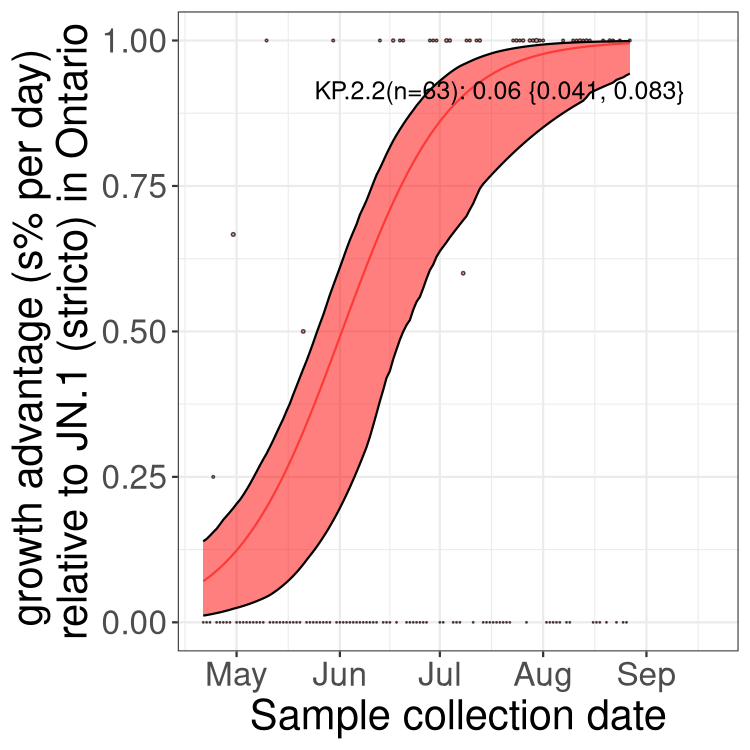 growth advantage (s% per day)
relative to JN.1 (stricto) in Ontario
1.00
0.75
0.50
0.25
0.00
KP.2.2(n=63): 0.06 {0.041, 0.083}
May Jun Jul Aug Sep
Sample collection date